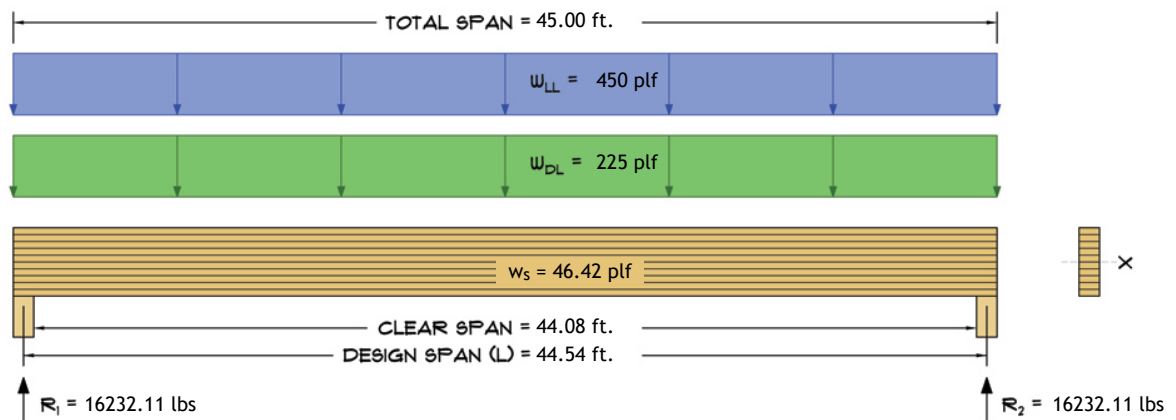 TOTAL SPAN = 45.00 ft.
wLL = 450 plf
wDL = 225 plf
ws = 46.42 plf
X
CLEAR SPAN = 44.08 ft.
DESIGN SPAN (L) = 44.54 ft.
R1 = 16232.11 lbs
R2 = 16232.11 lbs